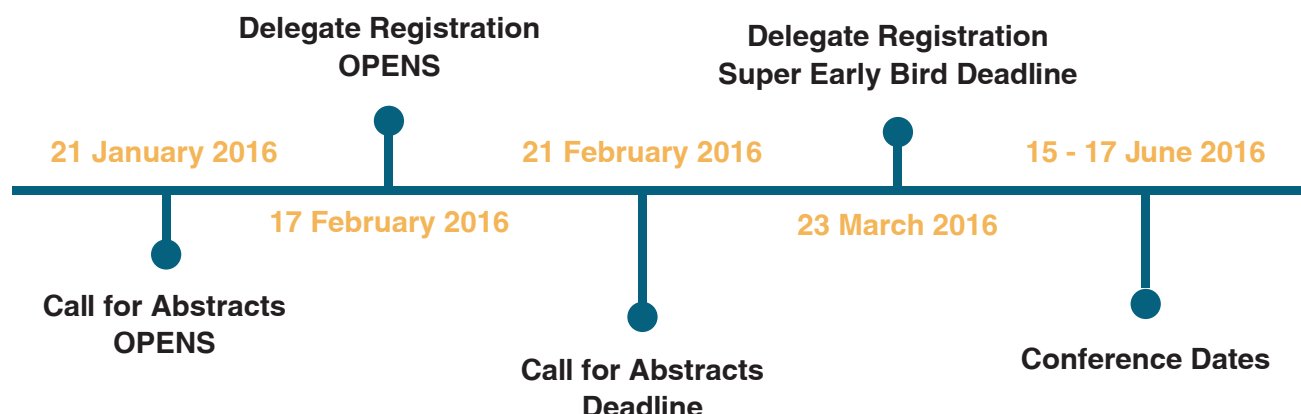 Delegate Registration
OPENS
Delegate Registration
Super Early Bird Deadline
21 January 2016
21 February 2016
15 - 17 June 2016
17 February 2016
23 March 2016
Call for Abstracts
OPENS
Call for Abstracts
Deadline
Conference Dates